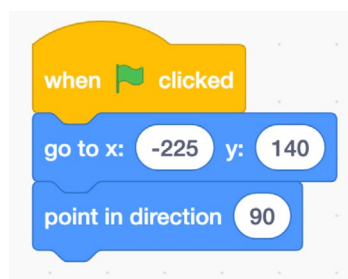 when clicked
go to x: -225 y: 140
point in direction 90